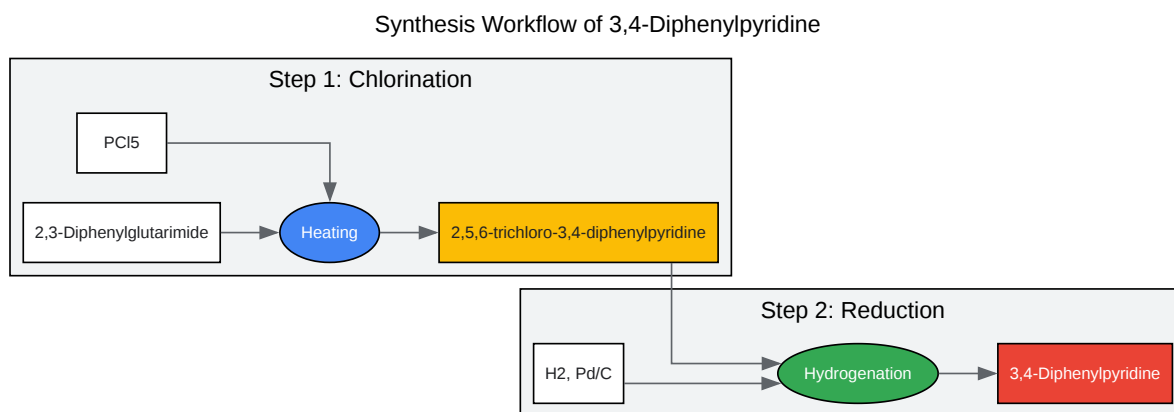 Synthesis Workflow of 3,4-Diphenylpyridine
Step 1: Chlorination
PCl5
2,3-Diphenylglutarimide
Heating
2,5,6-trichloro-3,4-diphenylpyridine
Step 2: Reduction
H2, Pd/C
Hydrogenation
3,4-Diphenylpyridine